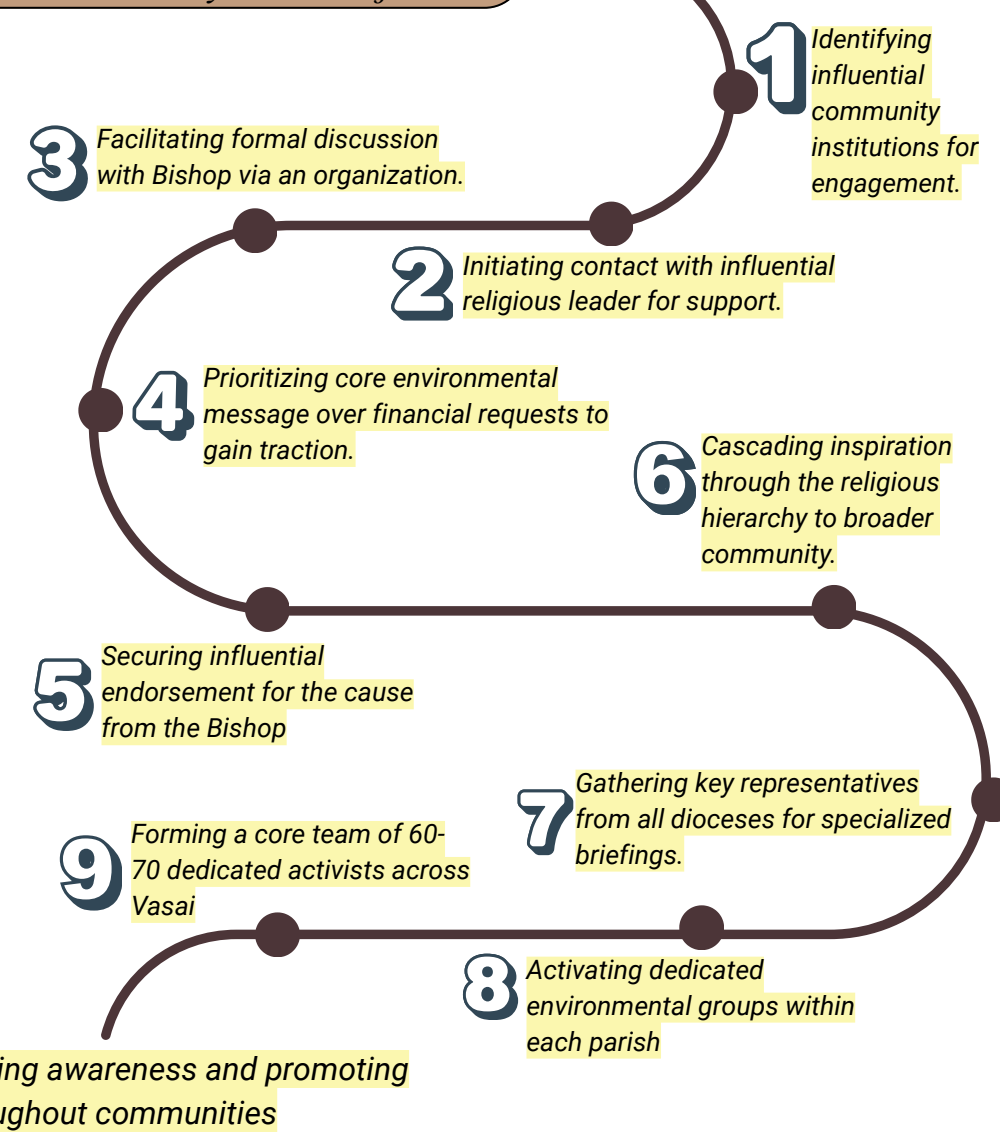 1
Identifying
influential
community
institutions for
engagement.
2
Initiating contact with influential
religious leader for support.
3
Facilitating formal discussion
with Bishop via an organization.
4
Prioritizing core environmental
message over financial requests to
gain traction.
5
Securing influential
endorsement for the cause
from the Bishop
6
Cascading inspiration
through the religious
hierarchy to broader
community.
7
Gathering key representatives
from all dioceses for specialized
briefings.
8
Activating dedicated
environmental groups within
each parish
9
Forming a core team of 60-
70 dedicated activists across
Vasai
ing awareness and promoting
ughout communities